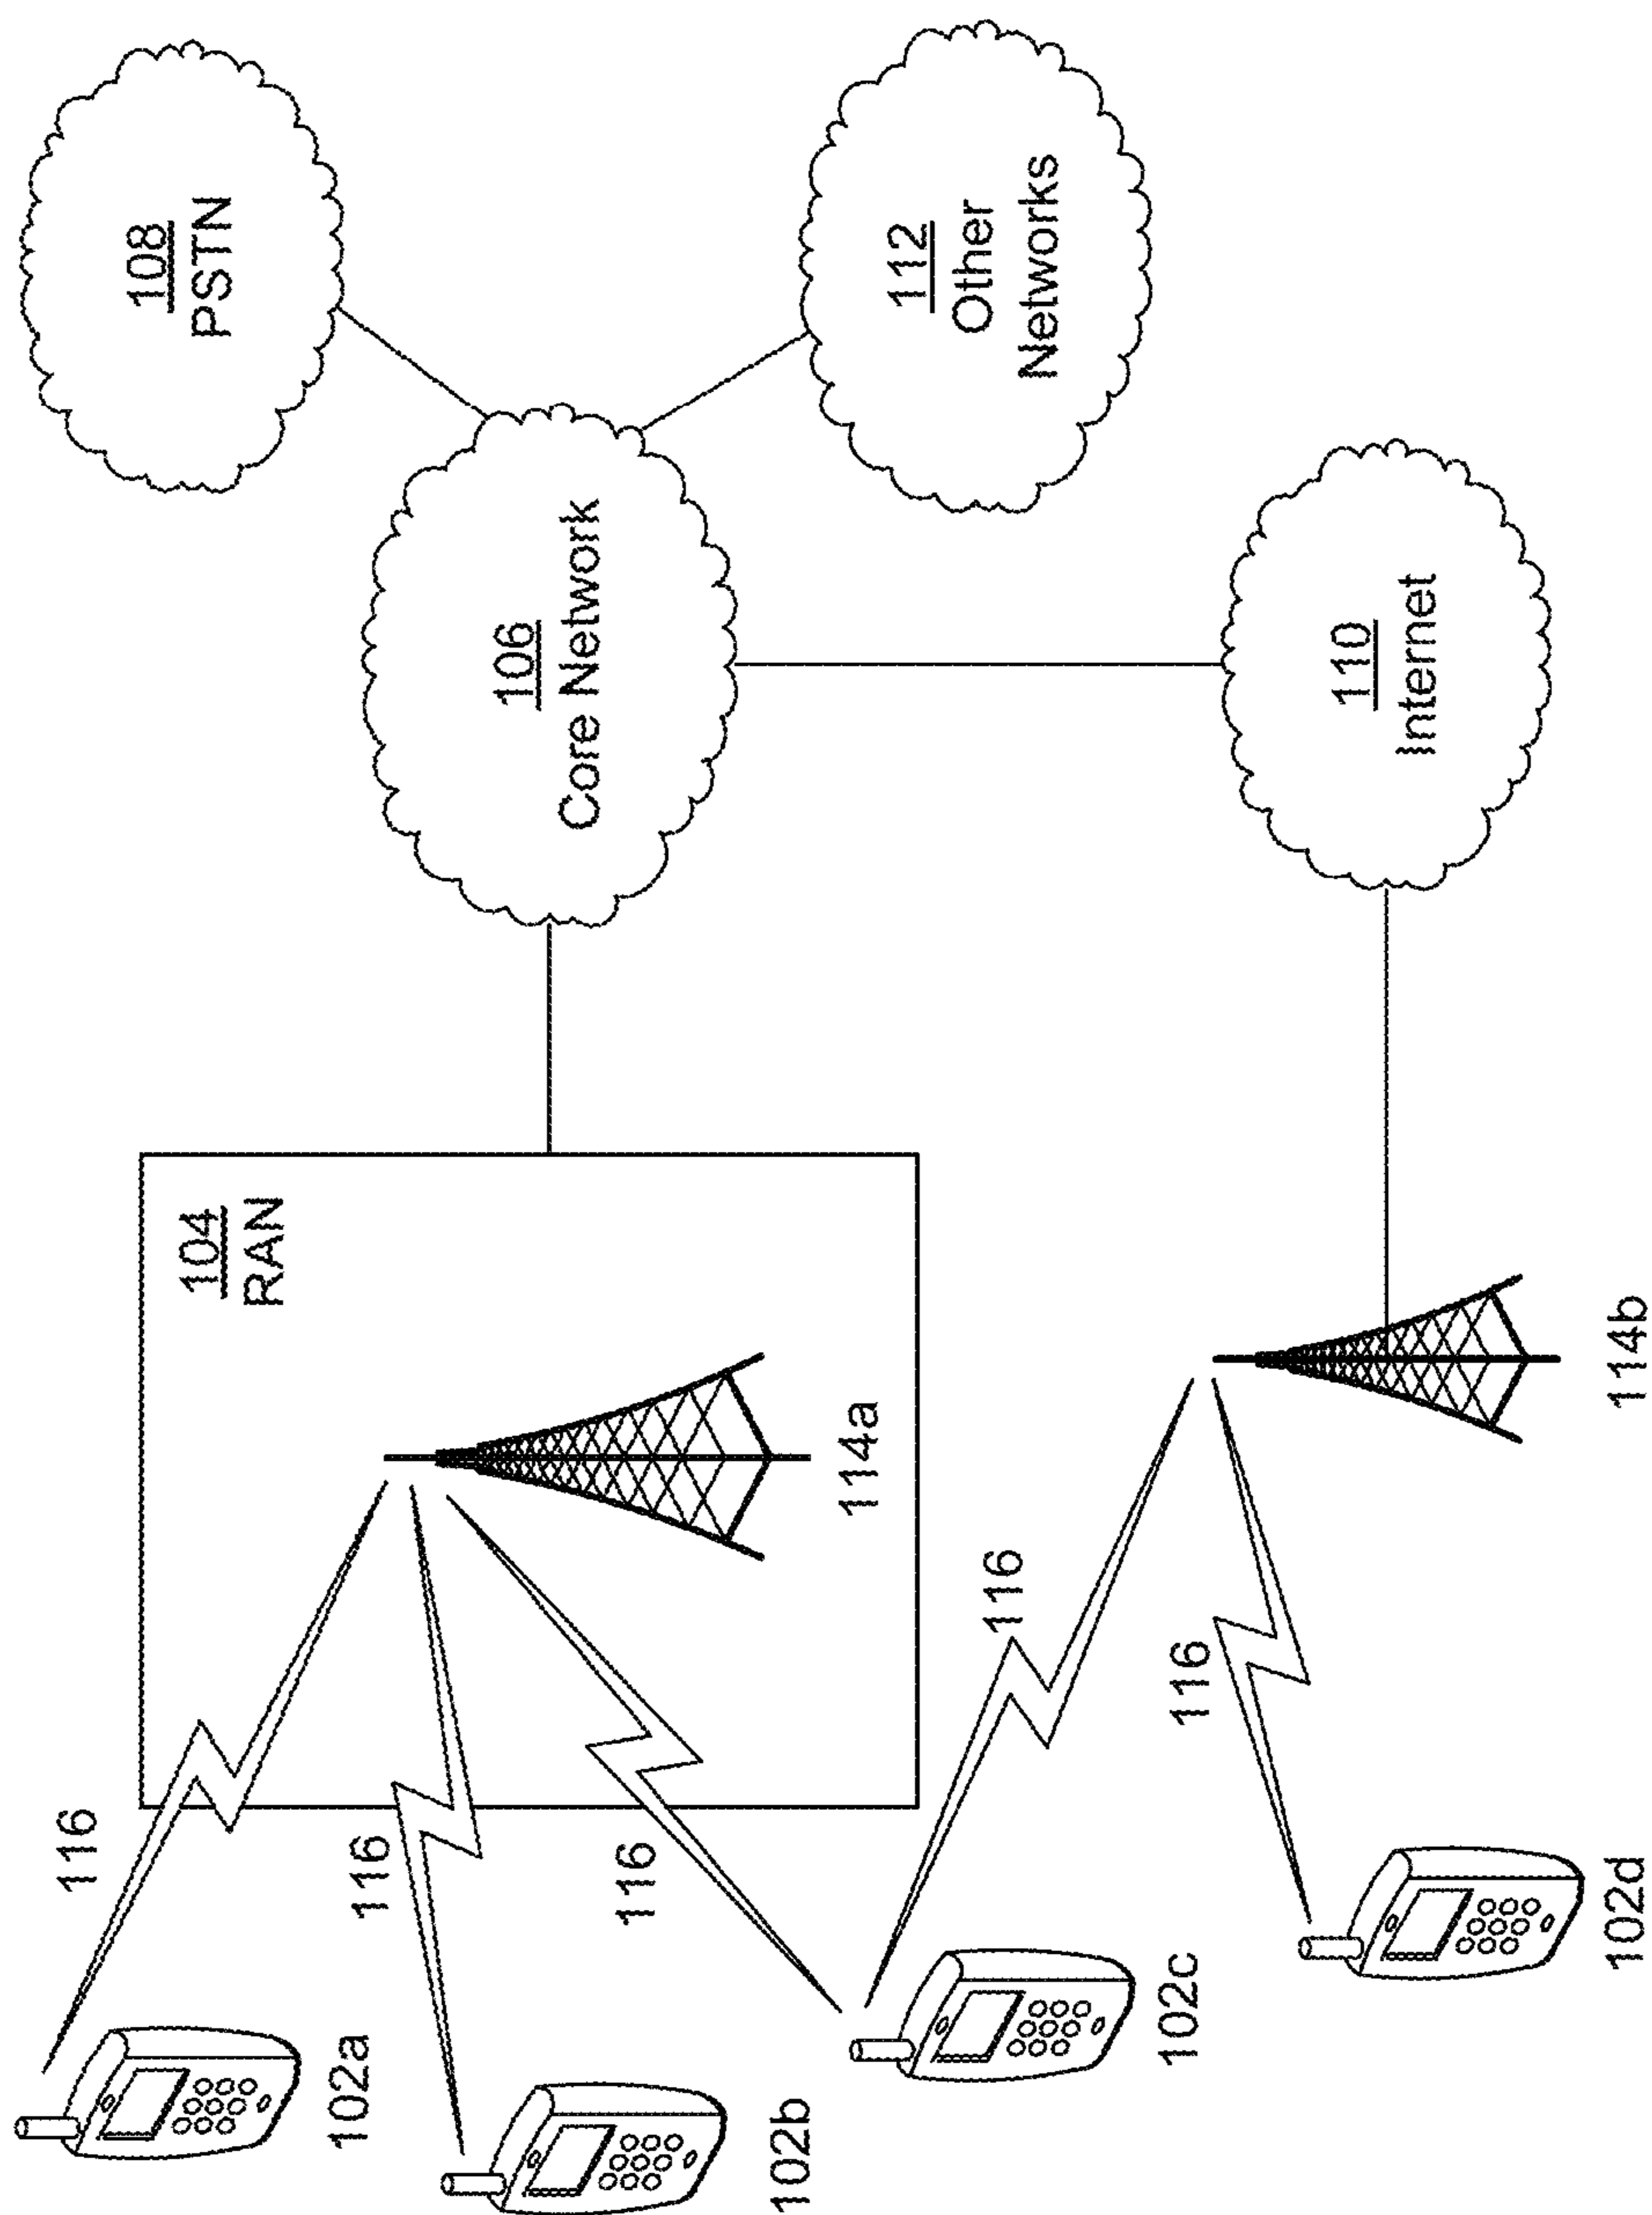 108
PSTN
106
Core Network
112
Other
Networks
104
RAN
110
Internet
114a
114b
116
116
116
116
116
102a
102b
102c
102d